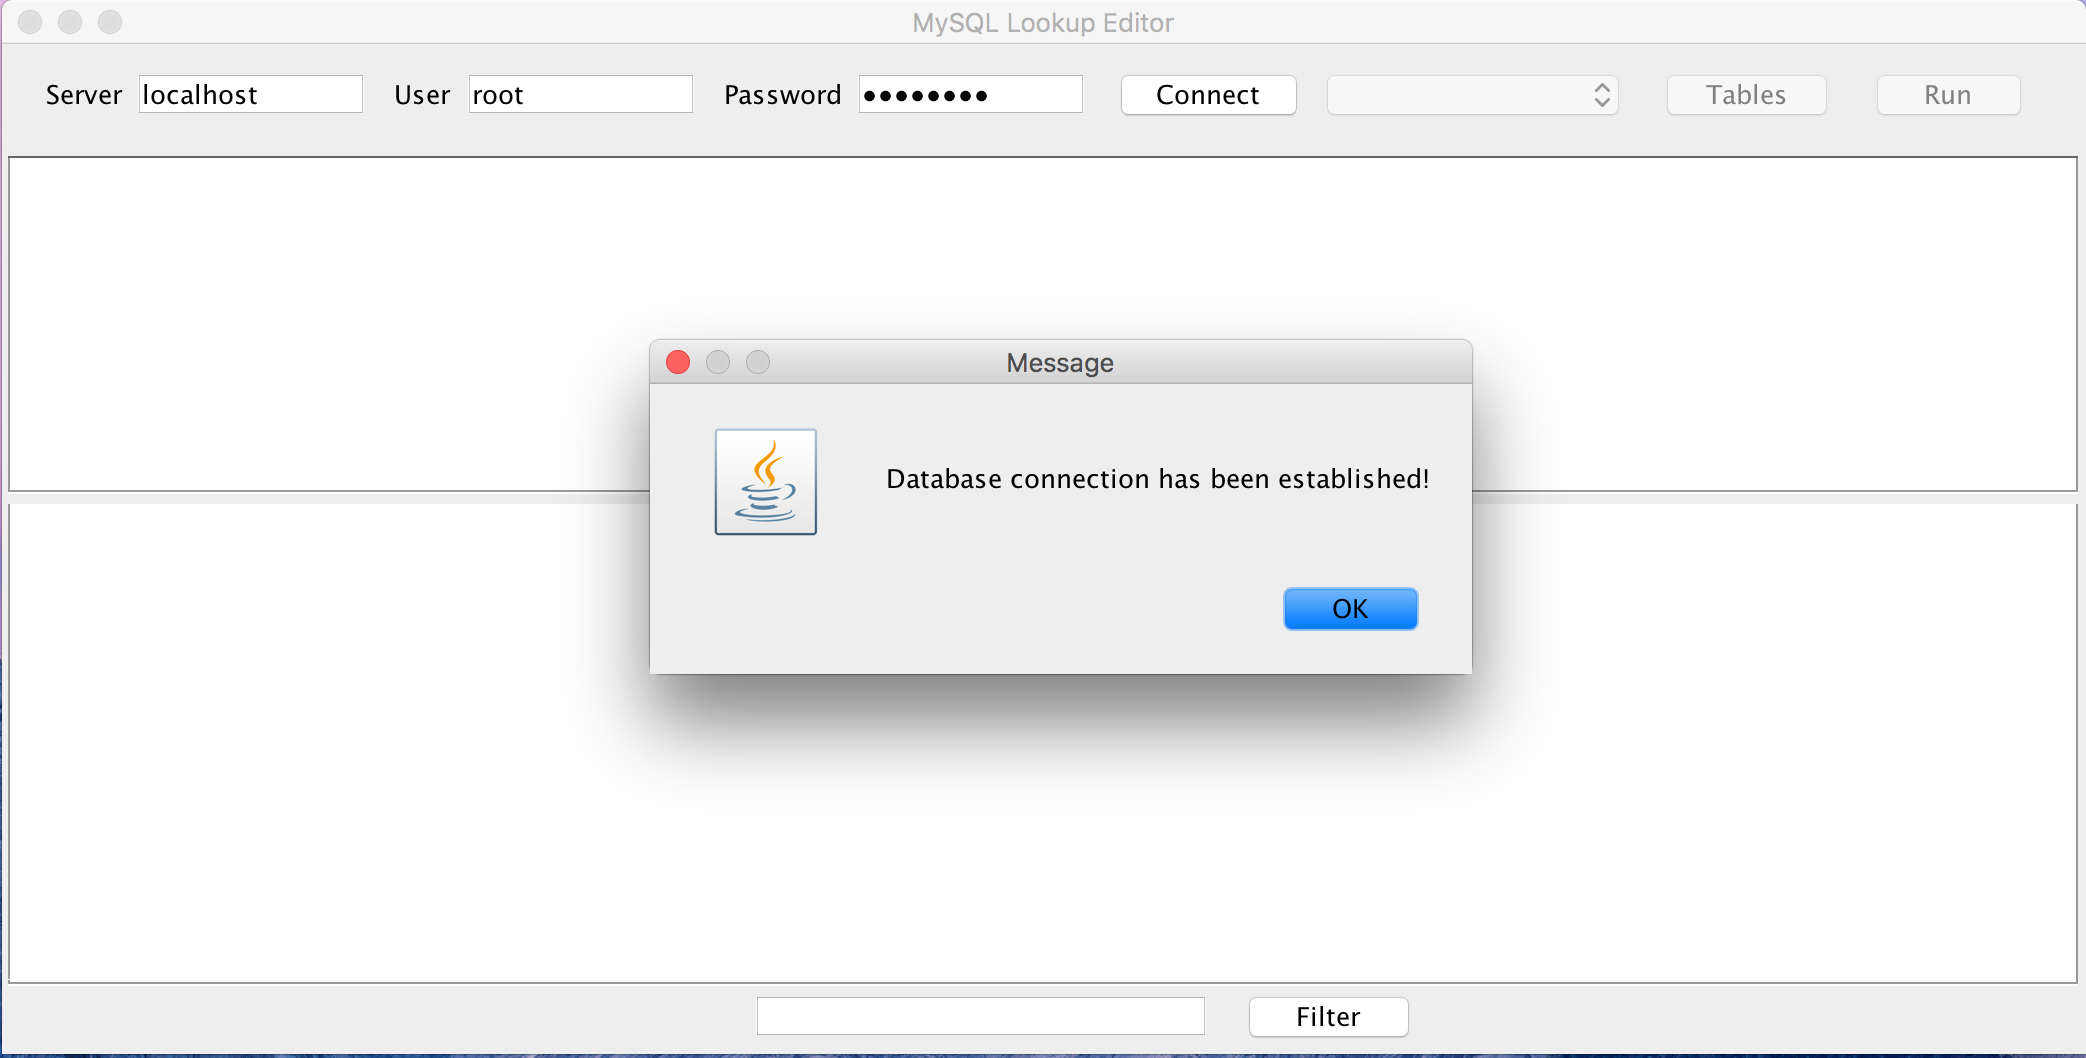 MySQL Lookup Editor
Server localhost User root Password ●●●●●●●● Connect Tables Run
Message
Database connection has been established!
OK
Filter